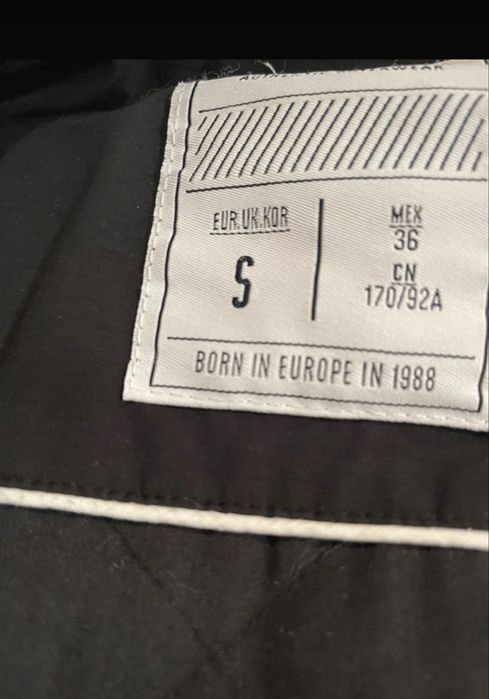 EUR.UK.KOR
S
MEX
36
CN
170/92A
BORN IN EUROPE IN 1988